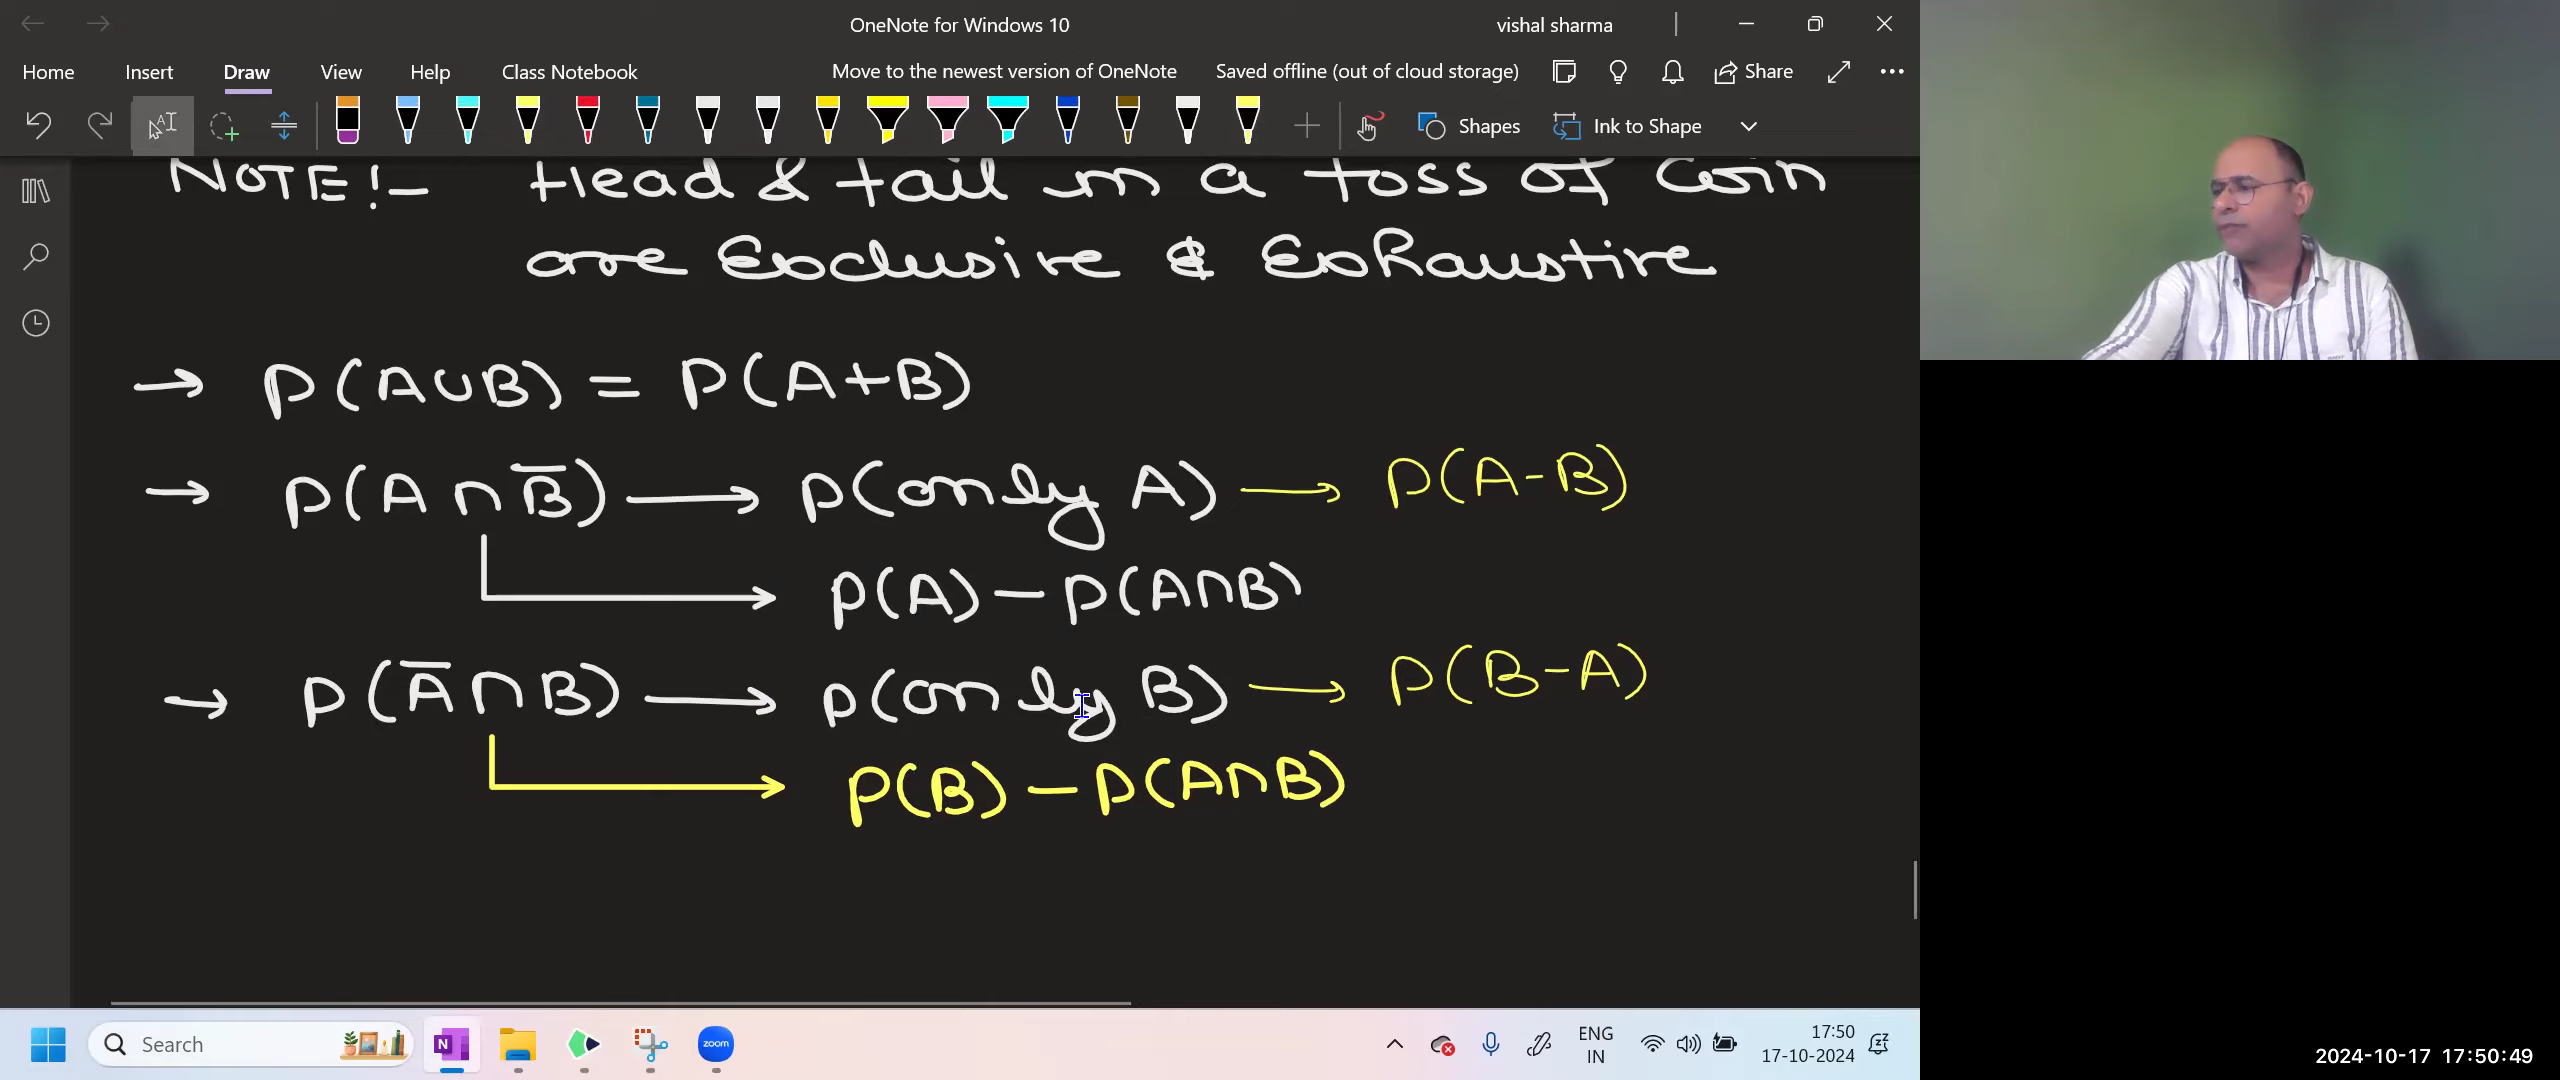 OneNote for Windows 10
vishal sharma
Home Insert Draw View Help Class Notebook Move to the newest version of OneNote Saved offline (out of cloud storage) Share
Shapes Ink to Shape
NOTE!- Head & tail in a toss of Coin
are Exclusive & Exhaustive
→ P(A∪B) = P(A+B)
→ P(A∩B̅) → P(only A) → P(A-B)
→ P(A) - P(A∩B)
→ P(A̅∩B) → P(only B) → P(B-A)
→ P(B) - P(A∩B)
Search
zoom
ENG
IN
17:50
17-10-2024
2024-10-17 17:50:49